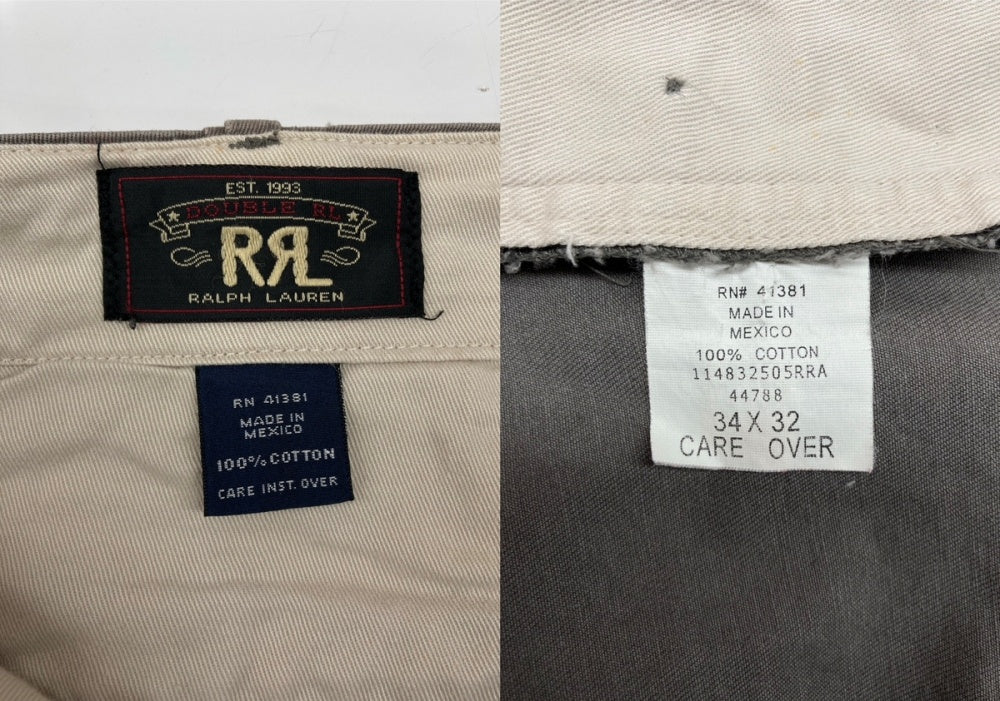 EST. 1993
DOUBLE RL
RRL
RALPH LAUREN
RN 41381
MADE IN
MEXICO
100% COTTON
CARE INST. OVER
RN# 41381
MADE IN
MEXICO
100% COTTON
114832505RRA
44788
34 X 32
CARE OVER